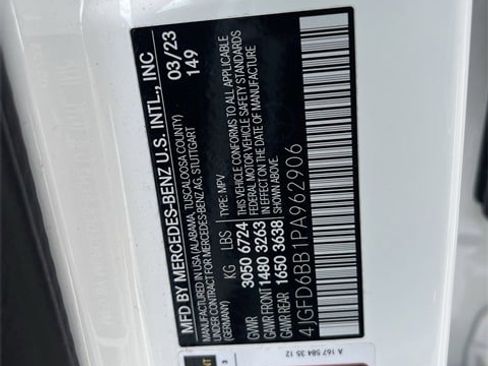 MFD BY MERCEDES-BENZ U.S. INTL., INC
03/23
149
MANUFACTURED IN USA (ALABAMA, TUSCALOOSA COUNTY)
UNDER CONTRACT FOR MERCEDES-BENZ AG, STUTTGART
(GERMANY)
KG LBS
GVWR 3050 6724
GAWR FRONT 1480 3263
GAWR REAR 1650 3638
TYPE: MPV
THIS VEHICLE CONFORMS TO ALL APPLICABLE
FEDERAL MOTOR VEHICLE SAFETY STANDARDS
IN EFFECT ON THE DATE OF MANUFACTURE
4JGFD6BB1PA962906
A 167 584 35 12